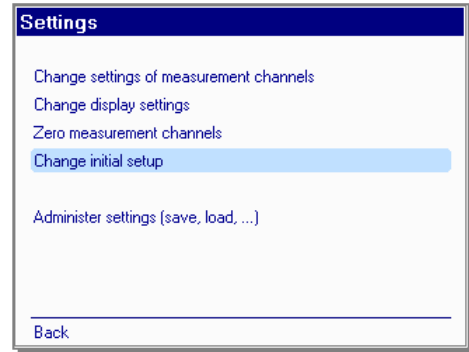 Settings
Change settings of measurement channels
Change display settings
Zero measurement channels
Change initial setup
Administer settings (save, load, ...)
Back